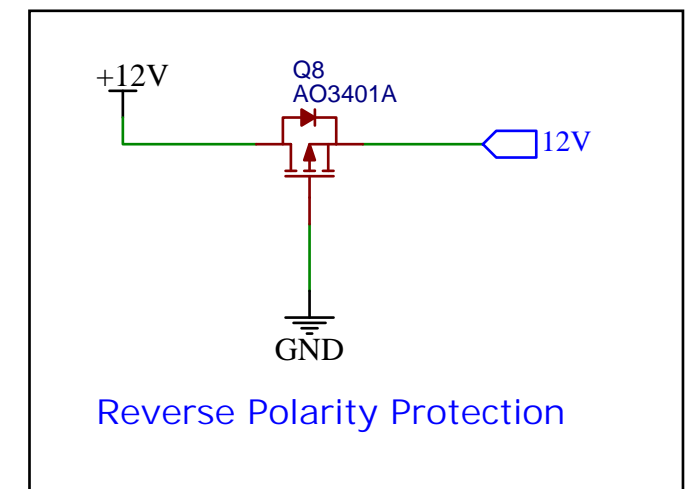 +12V
Q8
AO3401A
12V
GND
Reverse Polarity Protection